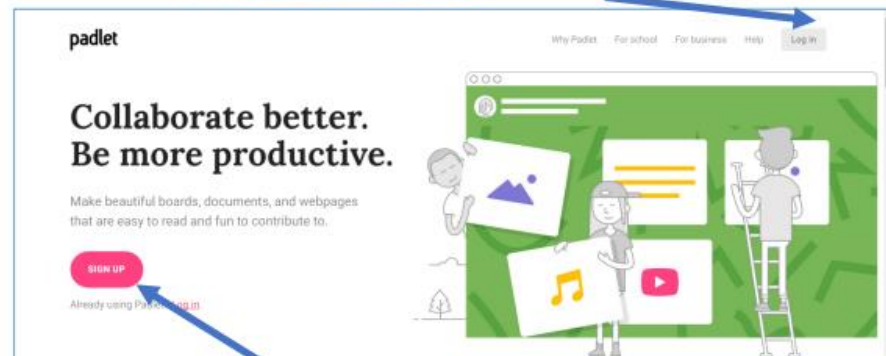 padlet
Why Padlet For school For business Help Log in
Collaborate better.
Be more productive.
Make beautiful boards, documents, and webpages
that are easy to read and fun to contribute to.
SIGN UP
Already using in